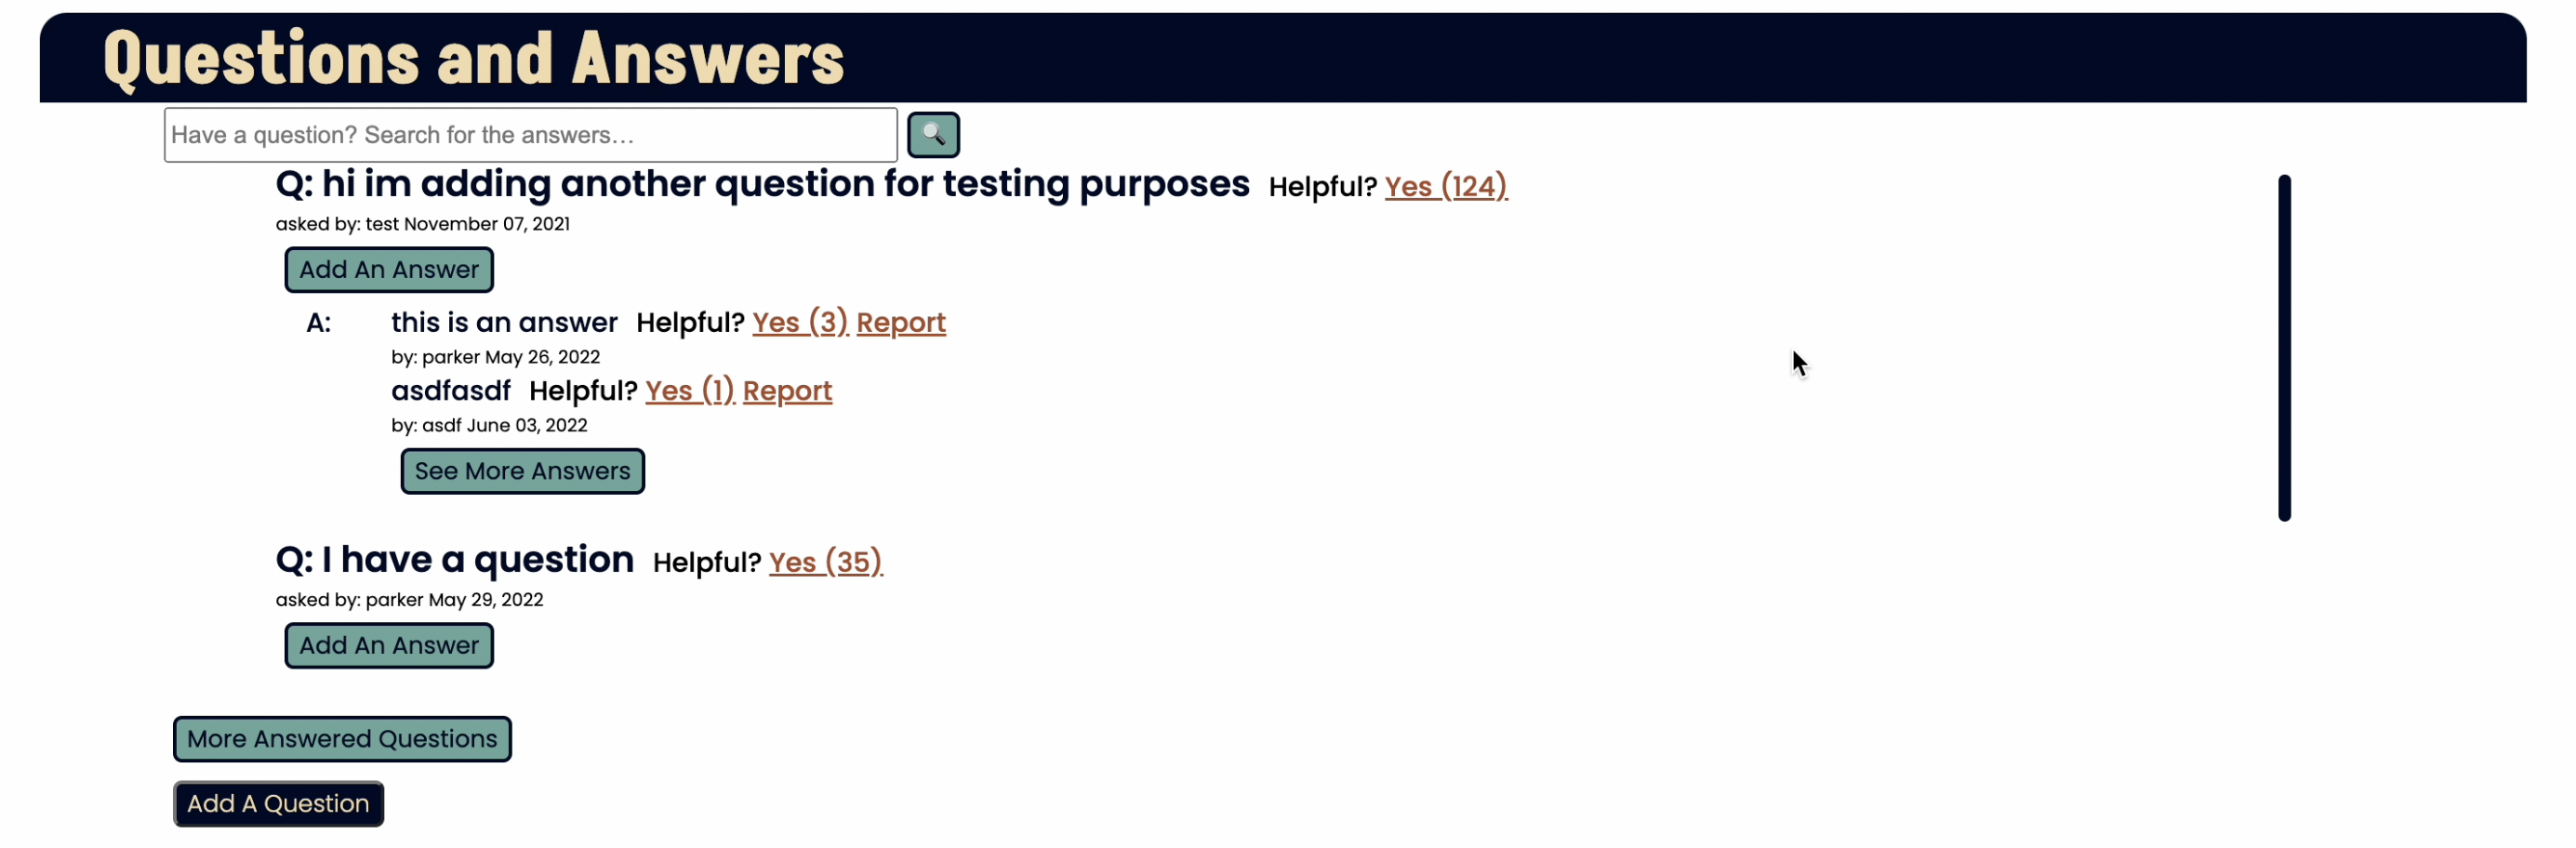 Questions and Answers
Have a question? Search for the answers...
Q: hi im adding another question for testing purposes Helpful? Yes (124)
asked by: test November 07, 2021
Add An Answer
A: this is an answer Helpful? Yes (3) Report
by: parker May 26, 2022
asdfasdf Helpful? Yes (1) Report
by: asdf June 03, 2022
See More Answers
Q: I have a question Helpful? Yes (35)
asked by: parker May 29, 2022
Add An Answer
More Answered Questions
Add A Question